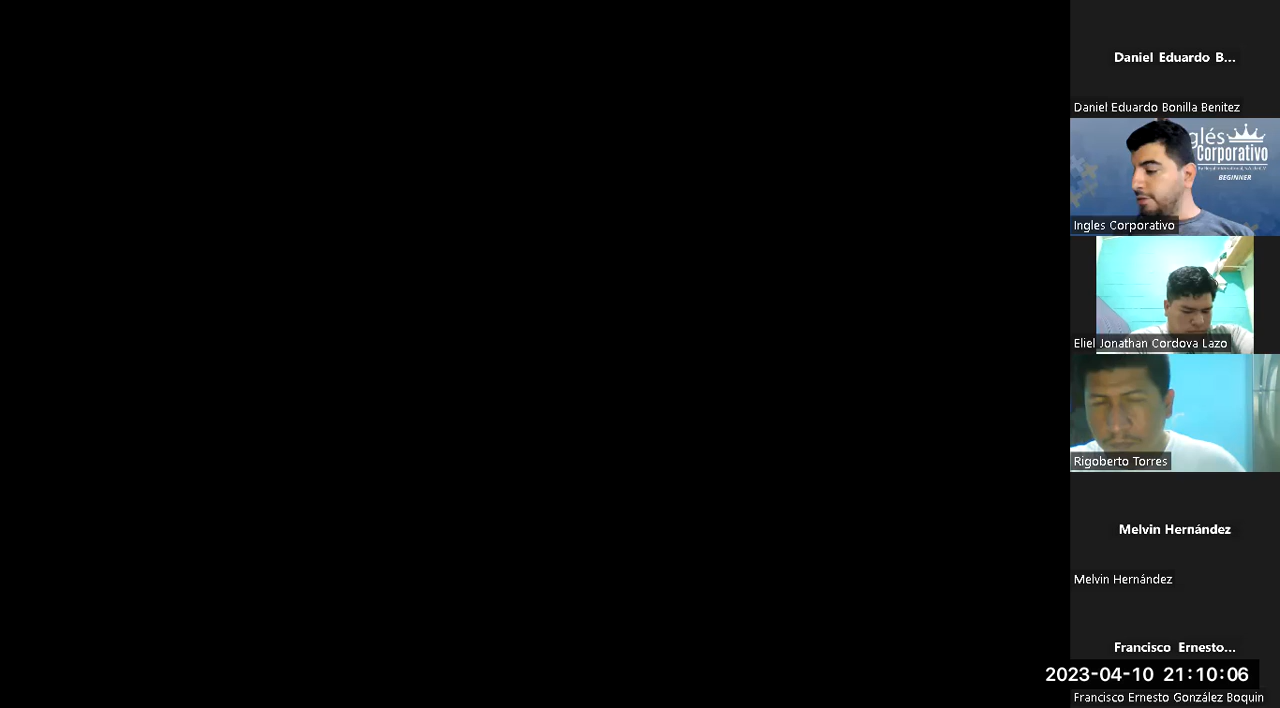 Daniel Eduardo B...
Daniel Eduardo Bonilla Benitez
glés
Corporativo
BEGINNER
Ingles Corporativo
Eliel Jonathan Cordova Lazo
Rigoberto Torres
Melvin Hernández
Melvin Hernández
Francisco Ernesto...
2023-04-10 21:10:06
Francisco Ernesto González Boquin